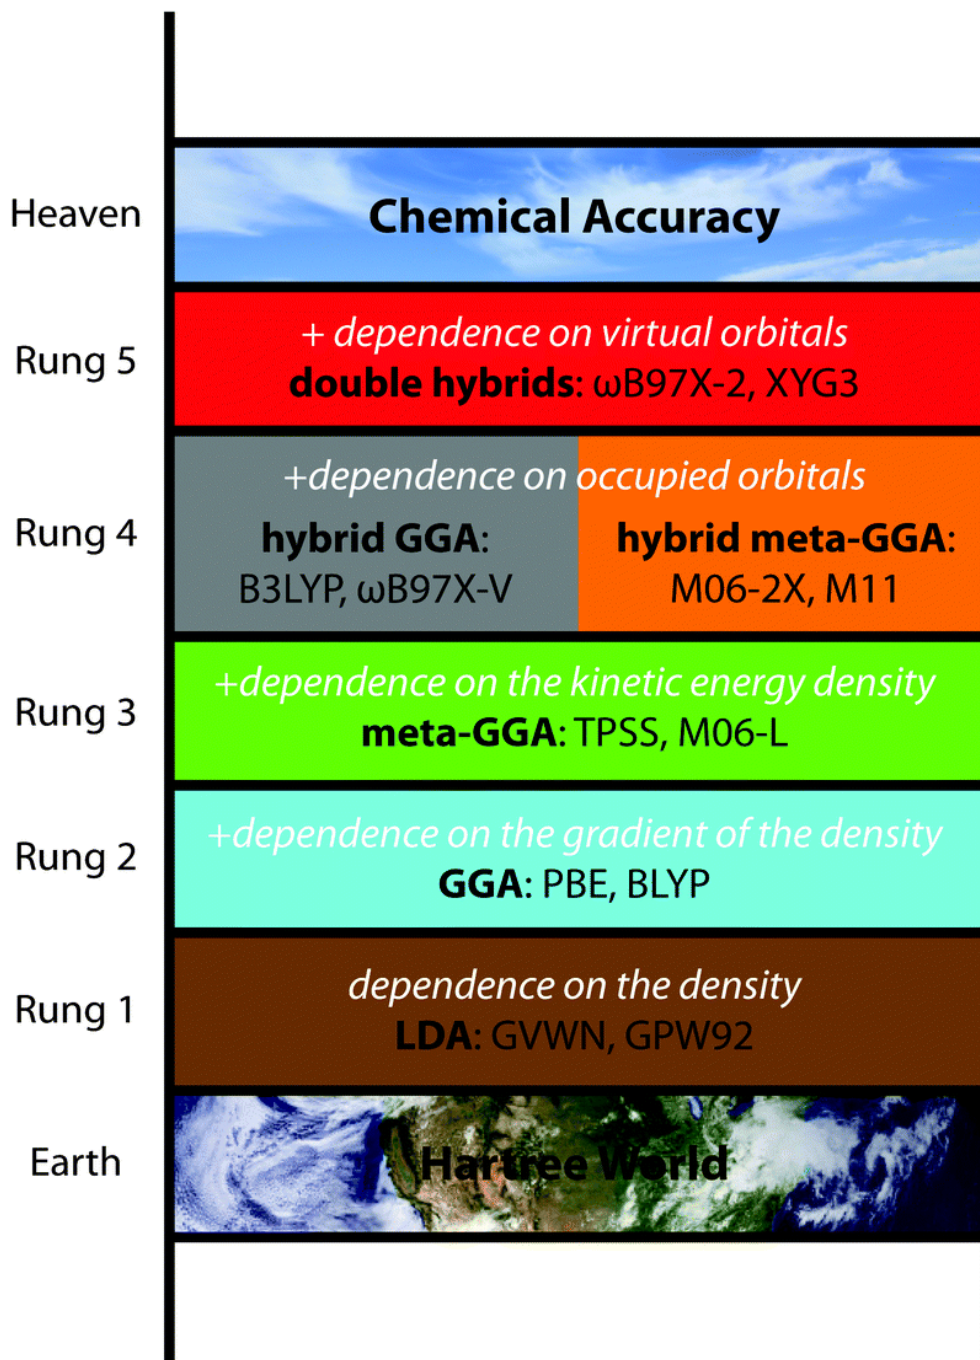 Heaven
Chemical Accuracy
Rung 5
+ dependence on virtual orbitals
double hybrids: ωB97X-2, XYG3
Rung 4
+dependence on occupied orbitals
hybrid GGA:
B3LYP, ωB97X-V
hybrid meta-GGA:
M06-2X, M11
Rung 3
+dependence on the kinetic energy density
meta-GGA: TPSS, M06-L
Rung 2
+dependence on the gradient of the density
GGA: PBE, BLYP
Rung 1
dependence on the density
LDA: GVWN, GPW92
Earth
Hartree World